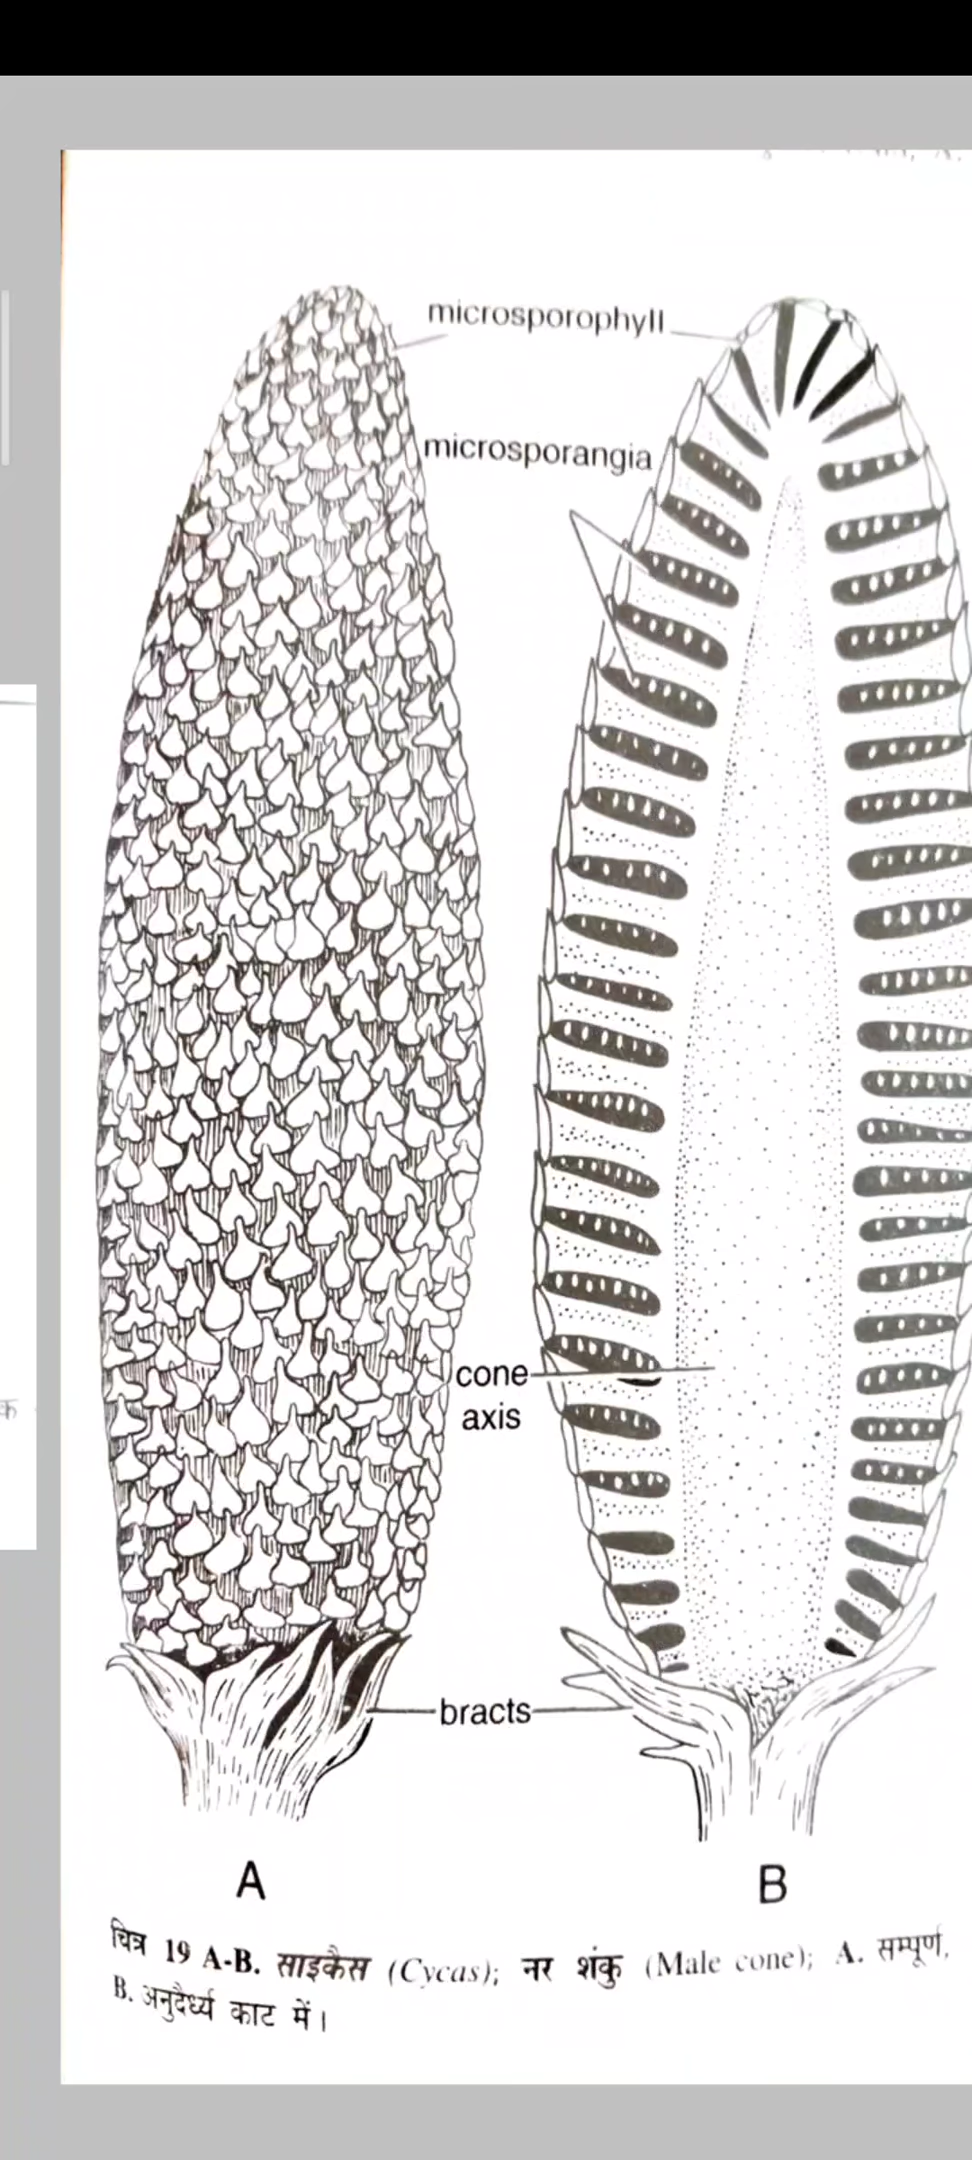 microsporophyll
microsporangia
cone
axis
bracts
A
B
चित्र 19 A-B. साइकैस (Cycas); नर शंकु (Male cone); A. सम्पूर्ण,
B. अनुदैर्ध्य काट में।